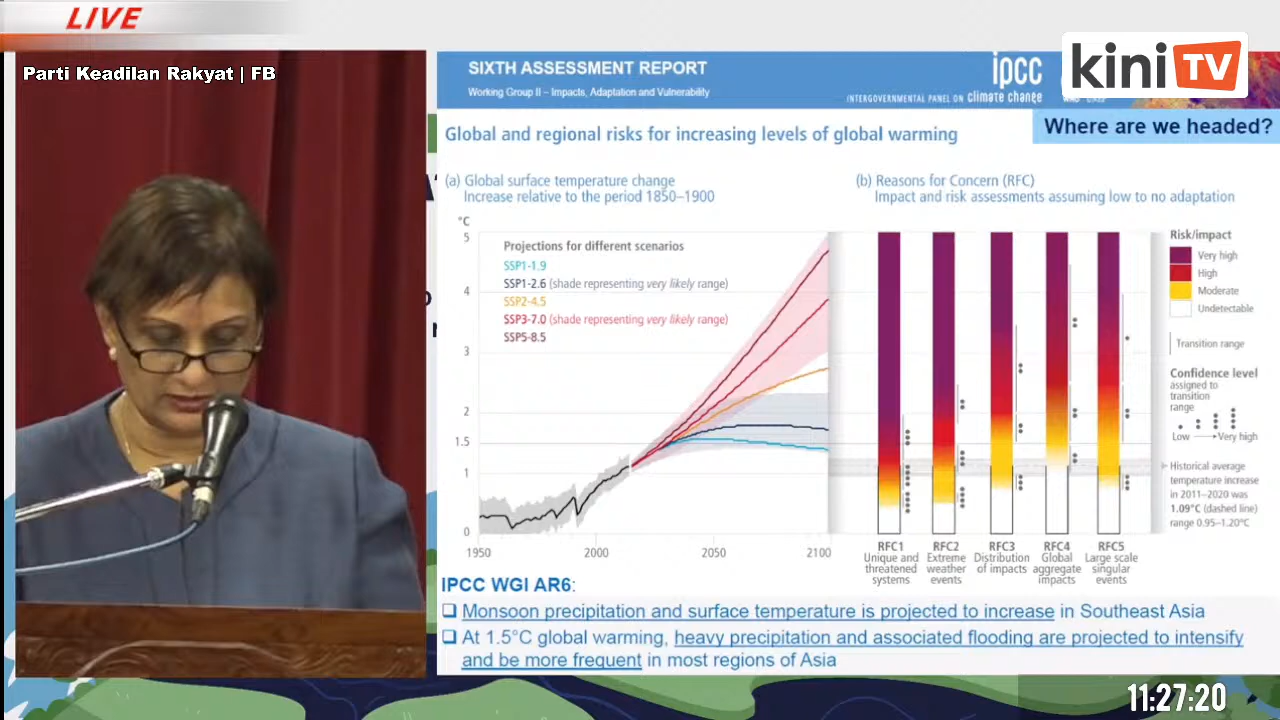 LIVE
Parti Keadilan Rakyat | FB
kini TV
SIXTH ASSESSMENT REPORT
Working Group II – Impacts, Adaptation and Vulnerability
ipcc
INTERGOVERNMENTAL PANEL ON climate change
Where are we headed?
Global and regional risks for increasing levels of global warming
(a) Global surface temperature change
Increase relative to the period 1850–1900
°C
5
4
3
2
1.5
1
0
Projections for different scenarios
SSP1-1.9
SSP1-2.6 (shade representing very likely range)
SSP2-4.5
SSP3-7.0 (shade representing very likely range)
SSP5-8.5
1950
2000
2050
2100
(b) Reasons for Concern (RFC)
Impact and risk assessments assuming low to no adaptation
RFC1
Unique and
threatened
systems
RFC2
Extreme
weather
events
RFC3
Distribution
of impacts
RFC4
Global
aggregate
impacts
RFC5
Large scale
singular
events
Risk/impact
Very high
High
Moderate
Undetectable
Transition range
Confidence level
assigned to
transition
range
Low
Very high
Historical average
temperature increase
in 2011–2020 was
1.09°C (dashed line)
range 0.95–1.20°C
IPCC WGI AR6:
Monsoon precipitation and surface temperature is projected to increase in Southeast Asia
At 1.5°C global warming, heavy precipitation and associated flooding are projected to intensify
and be more frequent in most regions of Asia
11:27:20